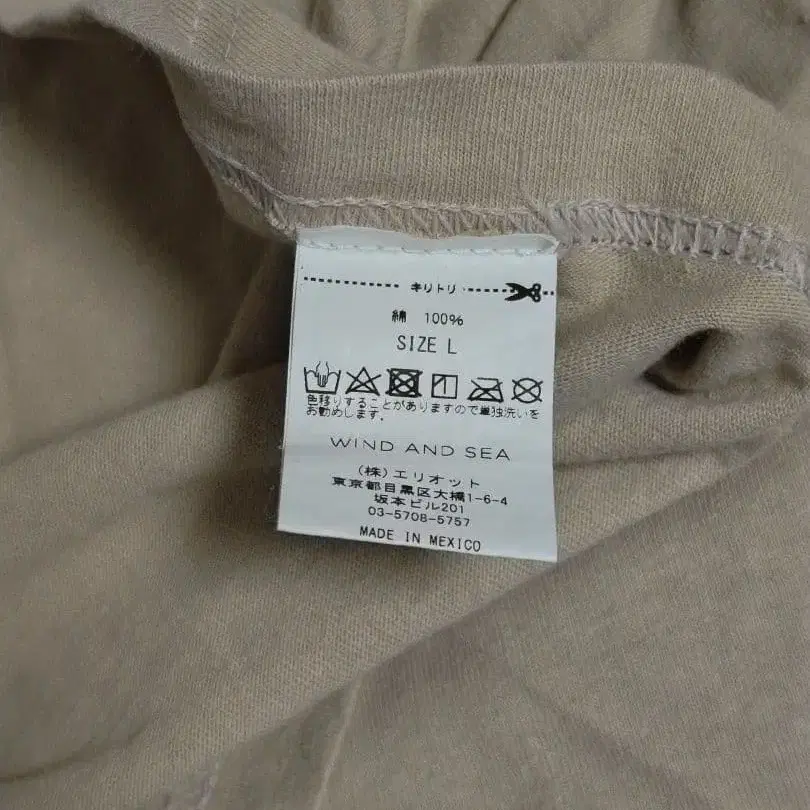 キリトリ
綿 100%
SIZE L
色移りすることがありますので単独洗いを
お勧めします。
WIND AND SEA
(株)エリオット
東京都目黒区大橋1-6-4
坂本ビル201
03-5708-5757
MADE IN MEXICO